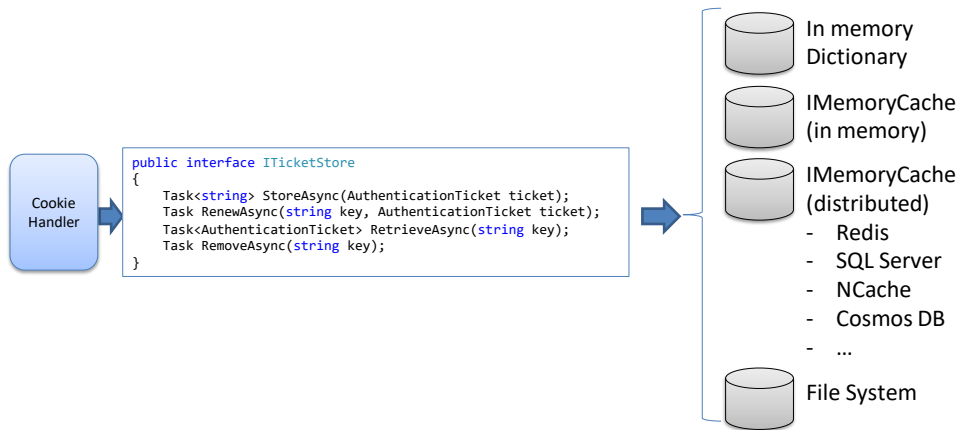 Cookie
Handler
public interface ITicketStore
{
    Task<string> StoreAsync(AuthenticationTicket ticket);
    Task RenewAsync(string key, AuthenticationTicket ticket);
    Task<AuthenticationTicket> RetrieveAsync(string key);
    Task RemoveAsync(string key);
}
In memory
Dictionary
IMemoryCache
(in memory)
IMemoryCache
(distributed)
- Redis
- SQL Server
- NCache
- Cosmos DB
- ...
File System